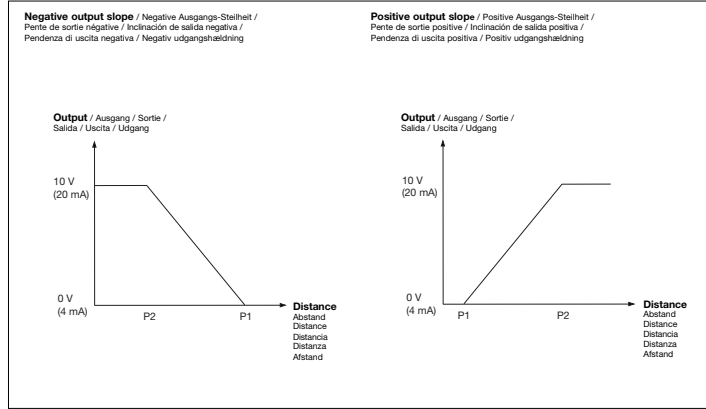 Negative output slope / Negative Ausgangs-Steilheit /
Pente de sortie négative / Inclinación de salida negativa /
Pendenza di uscita negativa / Negativ udgangshældning
Output / Ausgang / Sortie /
Salida / Uscita / Udgang
10 V
(20 mA)
0 V
(4 mA)
P2
P1
Distance
Abstand
Distance
Distancia
Distanza
Afstand
Positive output slope / Positive Ausgangs-Steilheit /
Pente de sortie positive / Inclinación de salida positiva /
Pendenza di uscita positiva / Positiv udgangshældning
Output / Ausgang / Sortie /
Salida / Uscita / Udgang
10 V
(20 mA)
0 V
(4 mA)
P1
P2
Distance
Abstand
Distance
Distancia
Distanza
Afstand